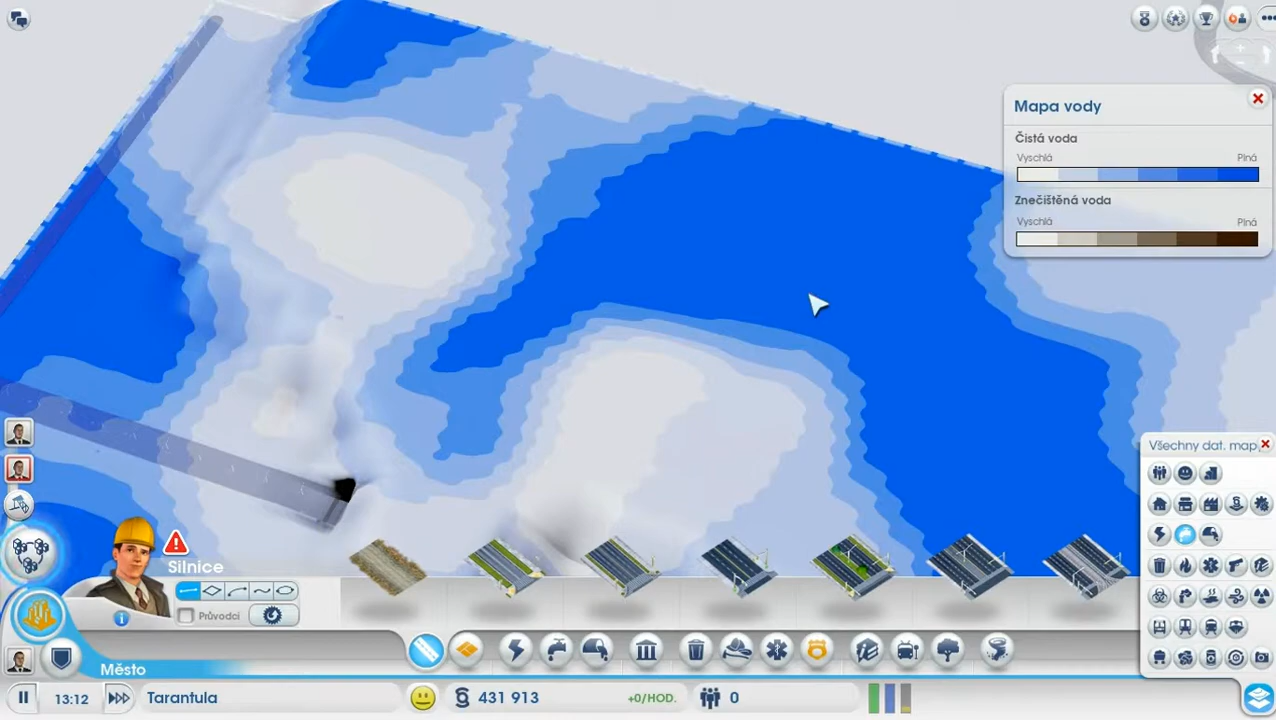 Mapa vody
Čistá voda
Vyschlá Plná
Znečištěná voda
Vyschlá Plná
Všechny dat. map
Silnice
Průvodci
Město
13:12 Tarantula 431 913 +0/HOD. 0